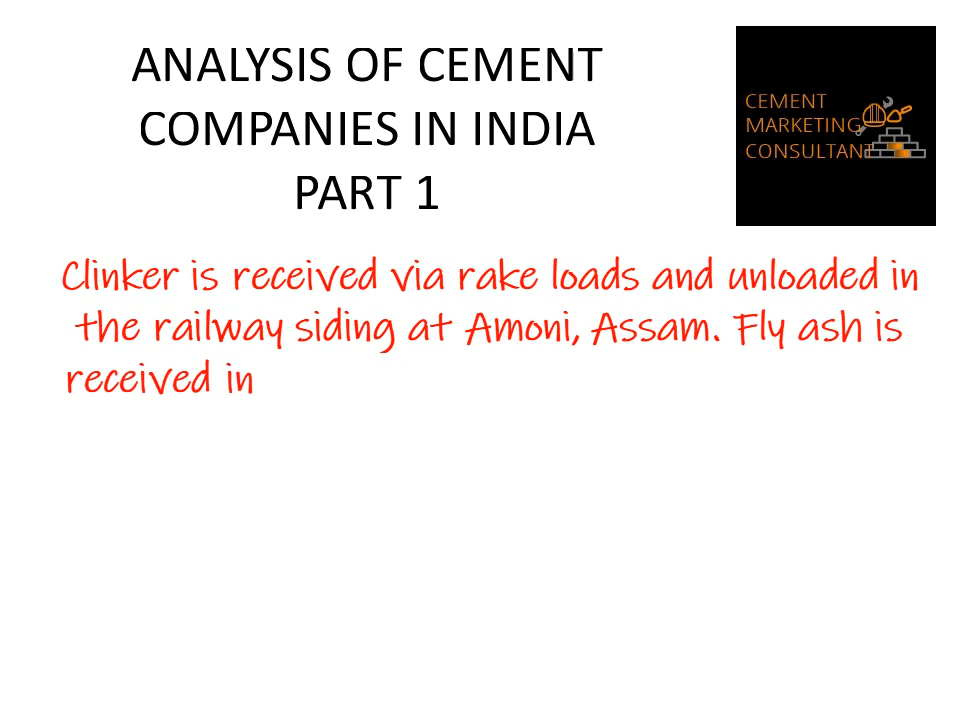 ANALYSIS OF CEMENT
COMPANIES IN INDIA
PART 1
CEMENT
MARKETING
CONSULTANT
Clinker is received via rake loads and unloaded in
the railway siding at Amoni, Assam. Fly ash is
received in